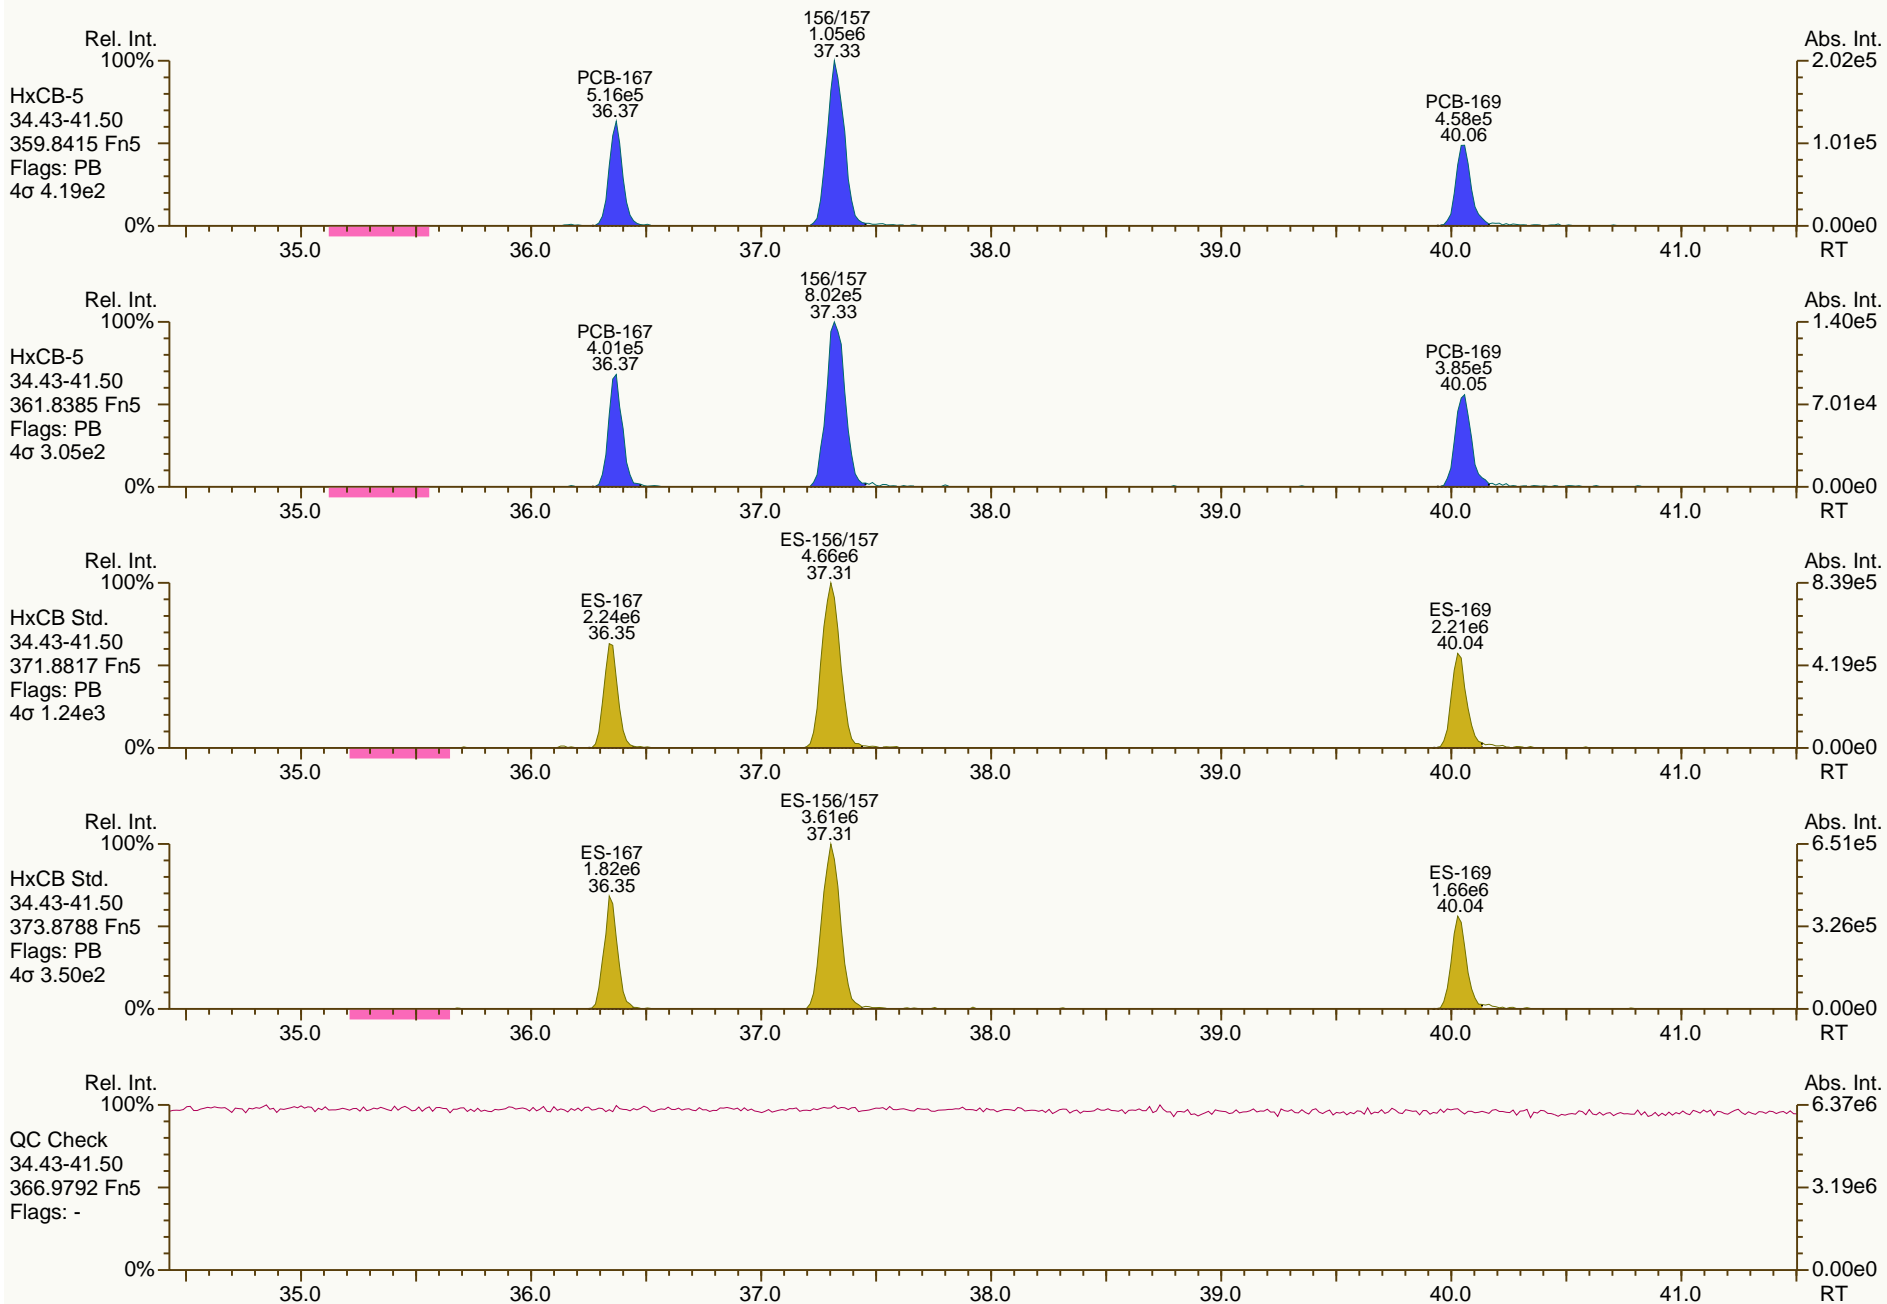 Rel. Int.
100%
0%
HxCB-5
34.43-41.50
359.8415 Fn5
Flags: PB
4σ 4.19e2
PCB-167
5.16e5
36.37
156/157
1.05e6
37.33
PCB-169
4.58e5
40.06
Abs. Int.
2.02e5
1.01e5
0.00e0
35.0 36.0 37.0 38.0 39.0 40.0 41.0 RT
Rel. Int.
100%
0%
HxCB-5
34.43-41.50
361.8385 Fn5
Flags: PB
4σ 3.05e2
PCB-167
4.01e5
36.37
156/157
8.02e5
37.33
PCB-169
3.85e5
40.05
Abs. Int.
1.40e5
7.01e4
0.00e0
35.0 36.0 37.0 38.0 39.0 40.0 41.0 RT
Rel. Int.
100%
0%
HxCB Std.
34.43-41.50
371.8817 Fn5
Flags: PB
4σ 1.24e3
ES-167
2.24e6
36.35
ES-156/157
4.66e6
37.31
ES-169
2.21e6
40.04
Abs. Int.
8.39e5
4.19e5
0.00e0
35.0 36.0 37.0 38.0 39.0 40.0 41.0 RT
Rel. Int.
100%
0%
HxCB Std.
34.43-41.50
373.8788 Fn5
Flags: PB
4σ 3.50e2
ES-167
1.82e6
36.35
ES-156/157
3.61e6
37.31
ES-169
1.66e6
40.04
Abs. Int.
6.51e5
3.26e5
0.00e0
35.0 36.0 37.0 38.0 39.0 40.0 41.0 RT
Rel. Int.
100%
0%
QC Check
34.43-41.50
366.9792 Fn5
Flags: -
Abs. Int.
6.37e6
3.19e6
0.00e0
35.0 36.0 37.0 38.0 39.0 40.0 41.0 RT